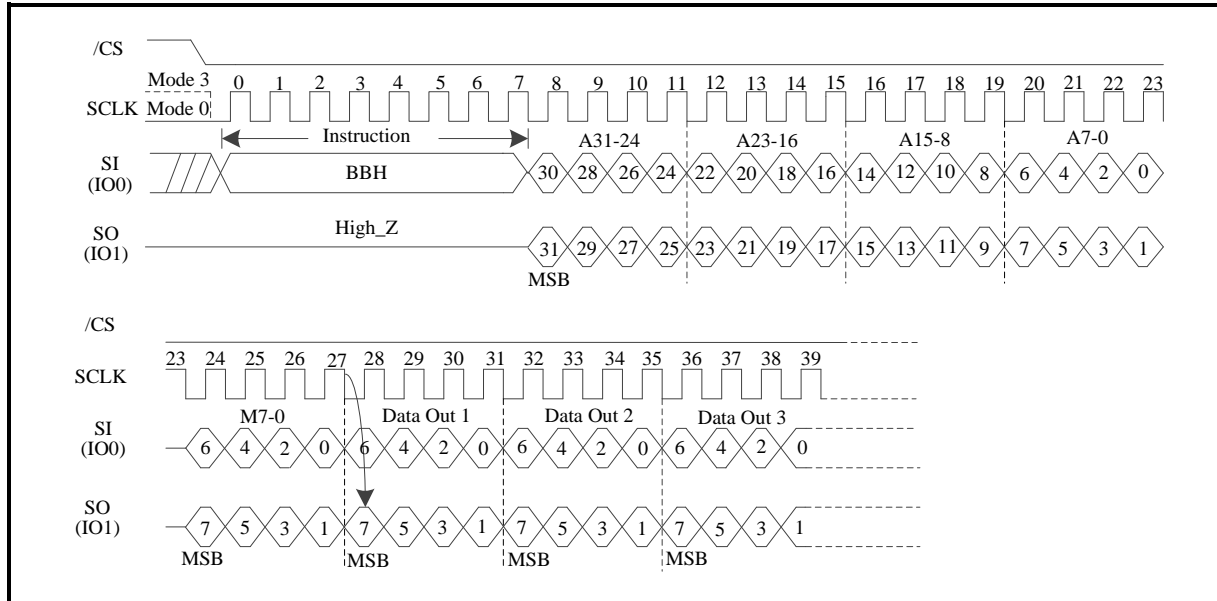 /CS
Mode 3 0 1 2 3 4 5 6 7 8 9 10 11 12 13 14 15 16 17 18 19 20 21 22 23
SCLK Mode 0
Instruction A31-24 A23-16 A15-8 A7-0
SI
(IO0) BBH 30 28 26 24 22 20 18 16 14 12 10 8 6 4 2 0
High_Z
SO
(IO1) 31 29 27 25 23 21 19 17 15 13 11 9 7 5 3 1
MSB
/CS
23 24 25 26 27 28 29 30 31 32 33 34 35 36 37 38 39
SCLK
M7-0 Data Out 1 Data Out 2 Data Out 3
SI
(IO0) 6 4 2 0 6 4 2 0 6 4 2 0 6 4 2 0
SO
(IO1) 7 5 3 1 7 5 3 1 7 5 3 1 7 5 3 1
MSB MSB MSB MSB